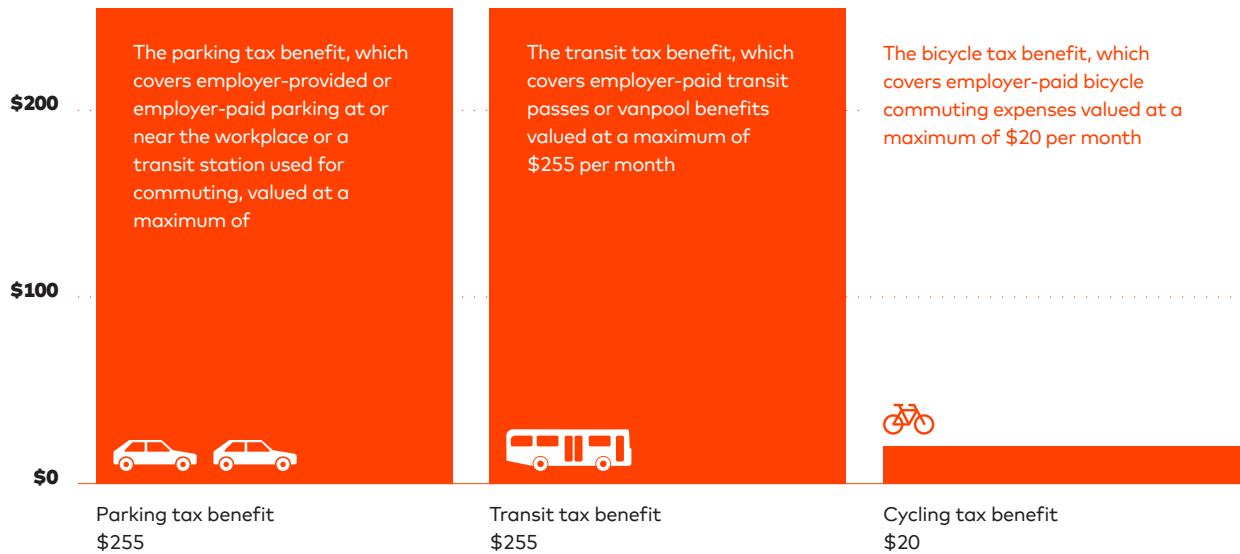 The parking tax benefit, which
covers employer-provided or
employer-paid parking at or
near the workplace or a
transit station used for
commuting, valued at a
maximum of
The transit tax benefit, which
covers employer-paid transit
passes or vanpool benefits
valued at a maximum of
$255 per month
The bicycle tax benefit, which
covers employer-paid bicycle
commuting expenses valued at a
maximum of $20 per month
$200
$100
$0
Parking tax benefit
$255
Transit tax benefit
$255
Cycling tax benefit
$20